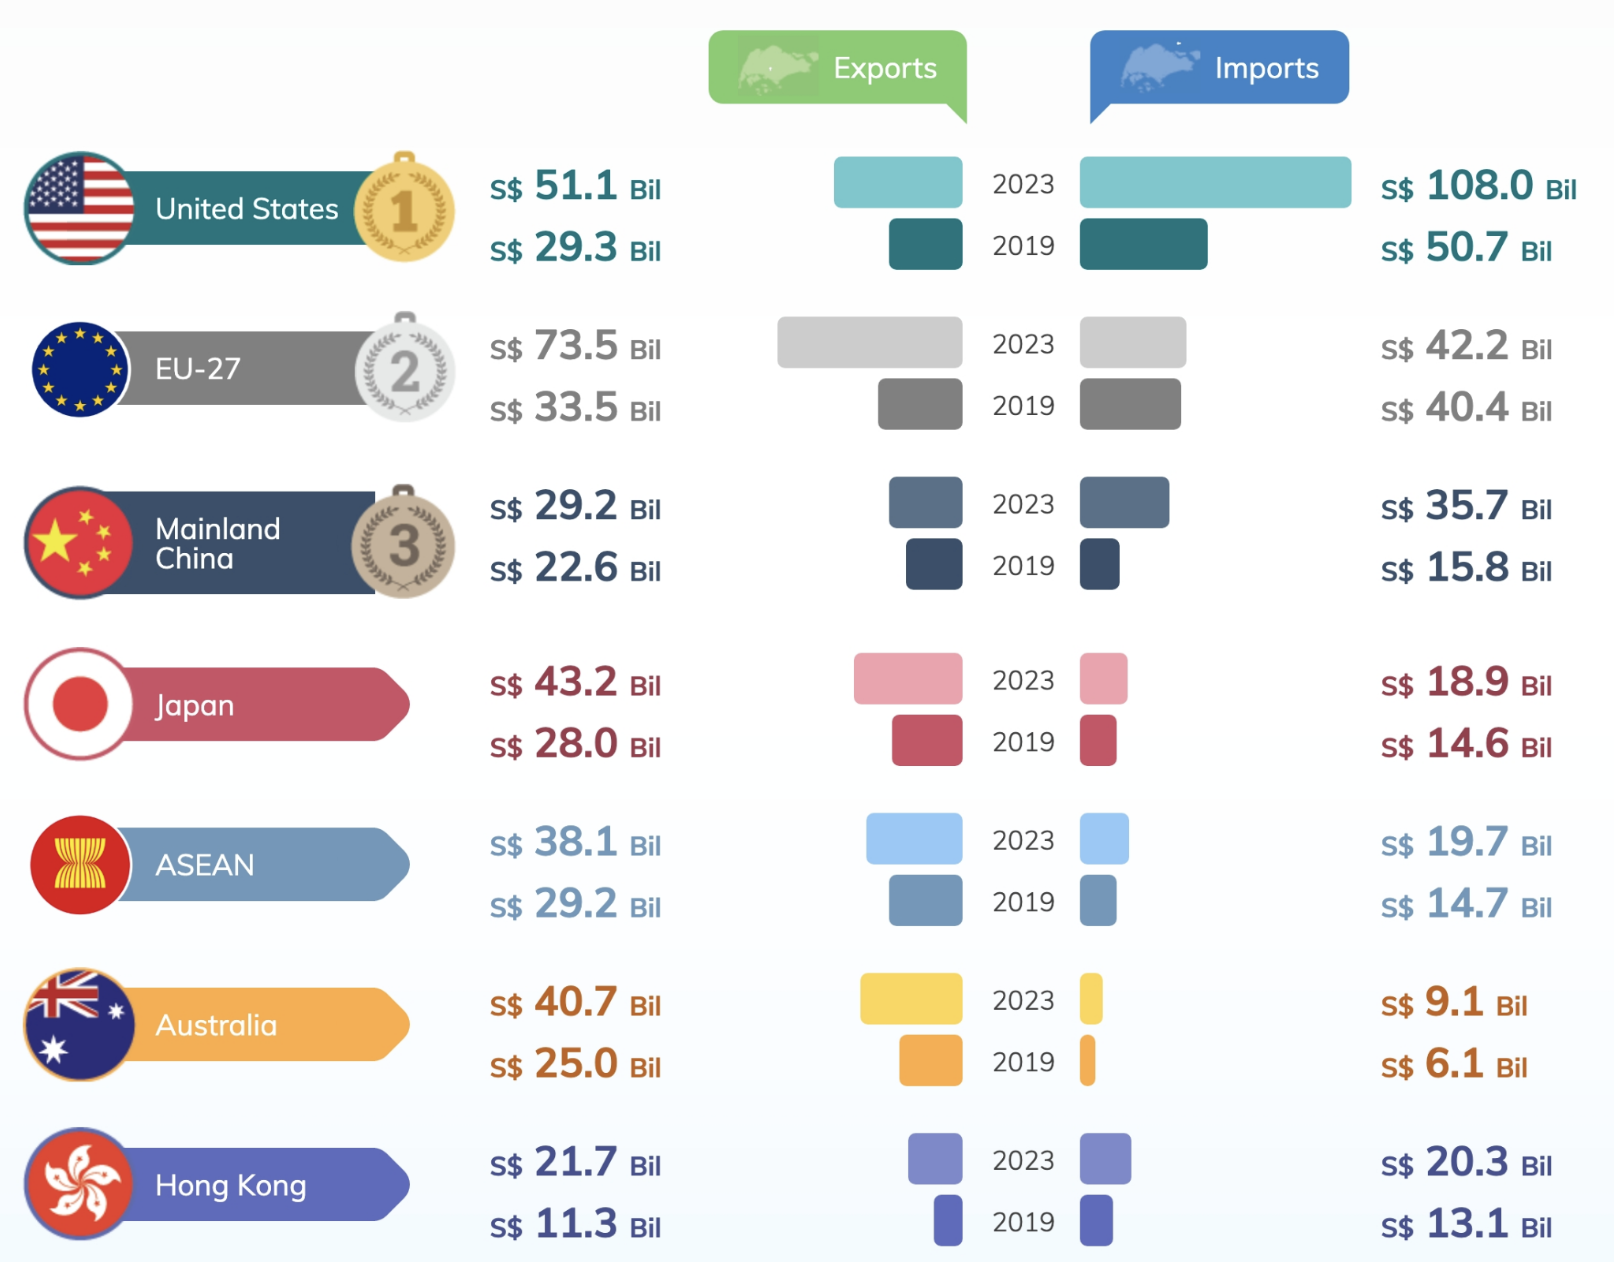 Exports
Imports
United States
1
S$ 51.1 Bil
2023
S$ 108.0 Bil
S$ 29.3 Bil
2019
S$ 50.7 Bil
EU-27
2
S$ 73.5 Bil
2023
S$ 42.2 Bil
S$ 33.5 Bil
2019
S$ 40.4 Bil
Mainland
China
3
S$ 29.2 Bil
2023
S$ 35.7 Bil
S$ 22.6 Bil
2019
S$ 15.8 Bil
Japan
S$ 43.2 Bil
2023
S$ 18.9 Bil
S$ 28.0 Bil
2019
S$ 14.6 Bil
ASEAN
S$ 38.1 Bil
2023
S$ 19.7 Bil
S$ 29.2 Bil
2019
S$ 14.7 Bil
Australia
S$ 40.7 Bil
2023
S$ 9.1 Bil
S$ 25.0 Bil
2019
S$ 6.1 Bil
Hong Kong
S$ 21.7 Bil
2023
S$ 20.3 Bil
S$ 11.3 Bil
2019
S$ 13.1 Bil